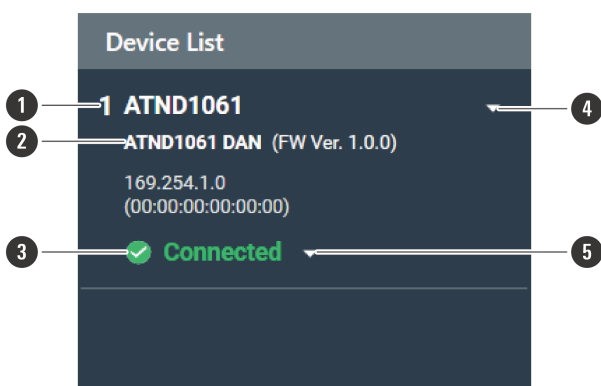 Device List
1 1 ATND1061 4
2 ATND1061 DAN (FW Ver. 1.0.0)
169.254.1.0
(00:00:00:00:00:00)
3 Connected 5